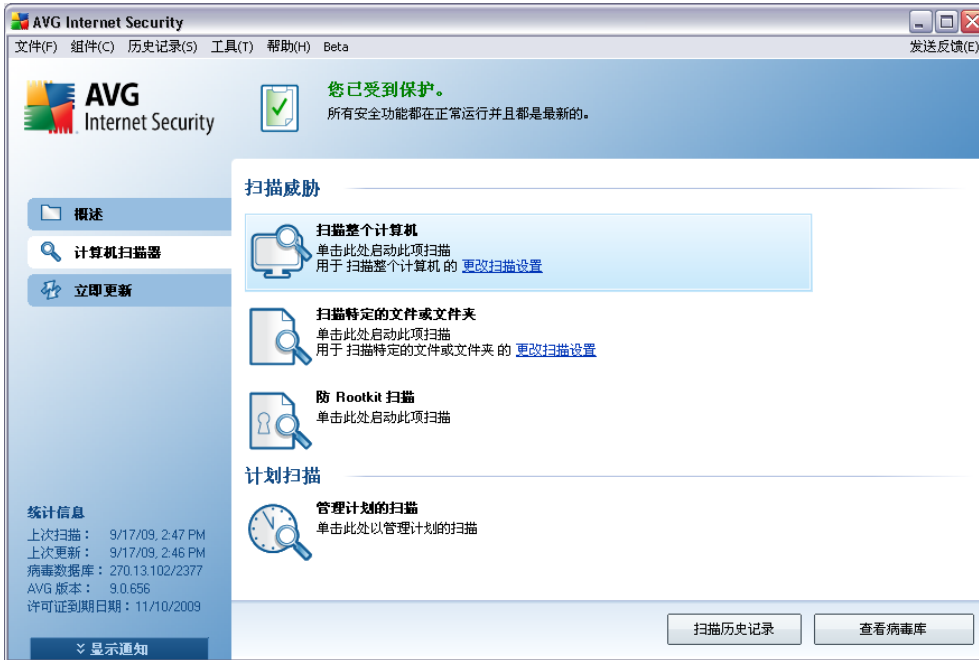 AVG Internet Security
文件(F) 组件(C) 历史记录(S) 工具(T) 帮助(H) Beta 发送反馈(E)
AVG
Internet Security
您已受到保护。
所有安全功能都在正常运行并且都是最新的。
概述
计算机扫描器
立即更新
扫描威胁
扫描整个计算机
单击此处启动此项扫描
用于 扫描整个计算机 的 更改扫描设置
扫描特定的文件或文件夹
单击此处启动此项扫描
用于 扫描特定的文件或文件夹 的 更改扫描设置
防 Rootkit 扫描
单击此处启动此项扫描
计划扫描
管理计划的扫描
单击此处以管理计划的扫描
统计信息
上次扫描： 9/17/09, 2:47 PM
上次更新： 9/17/09, 2:46 PM
病毒数据库：270.13.102/2377
AVG 版本： 9.0.656
许可证到期日期：11/10/2009
显示通知
扫描历史记录
查看病毒库